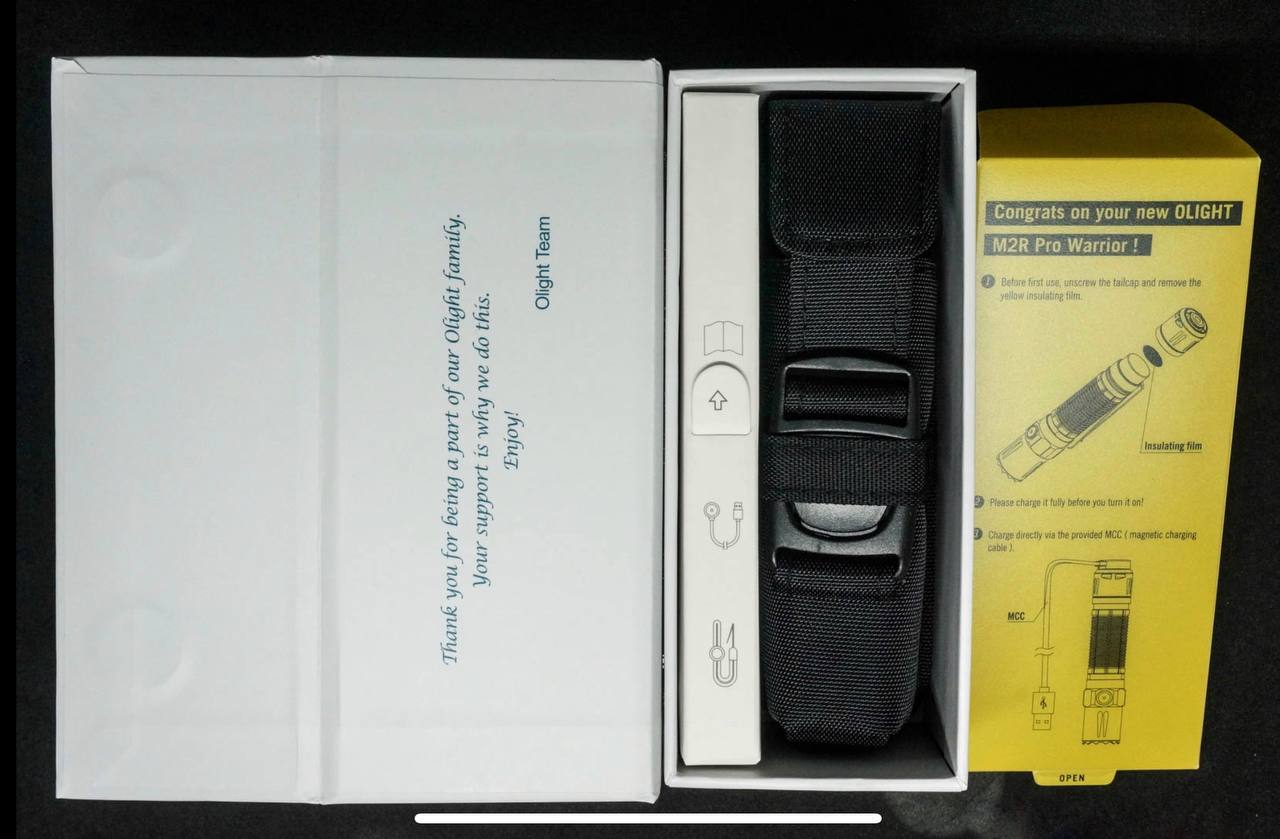 Thank you for being a part of our Olight family.
Your support is why we do this.
Enjoy!
Olight Team
Congrats on your new OLIGHT
M2R Pro Warrior !
1 Before first use, unscrew the tailcap and remove the
yellow insulating film.
Insulating film
2 Please charge it fully before you turn it on!
3 Charge directly via the provided MCC ( magnetic charging
cable ).
MCC
OPEN